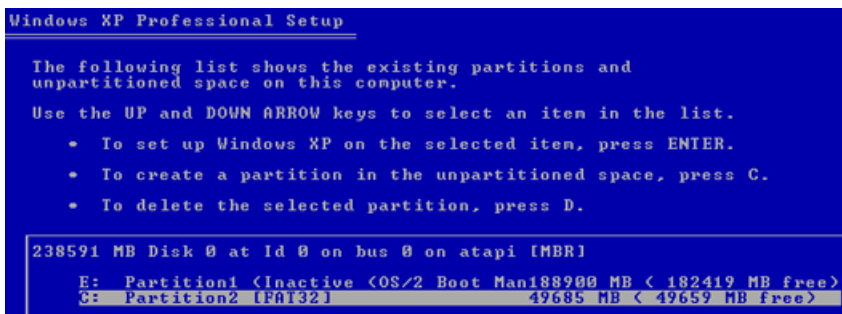 Windows XP Professional Setup
The following list shows the existing partitions and
unpartitioned space on this computer.
Use the UP and DOWN ARROW keys to select an item in the list.
• To set up Windows XP on the selected item, press ENTER.
• To create a partition in the unpartitioned space, press C.
• To delete the selected partition, press D.
238591 MB Disk 0 at Id 0 on bus 0 on atapi [MBR]
E: Partition1 (Inactive (OS/2 Boot Man188900 MB ( 182419 MB free)
C: Partition2 [FAT32] 49685 MB ( 49659 MB free)